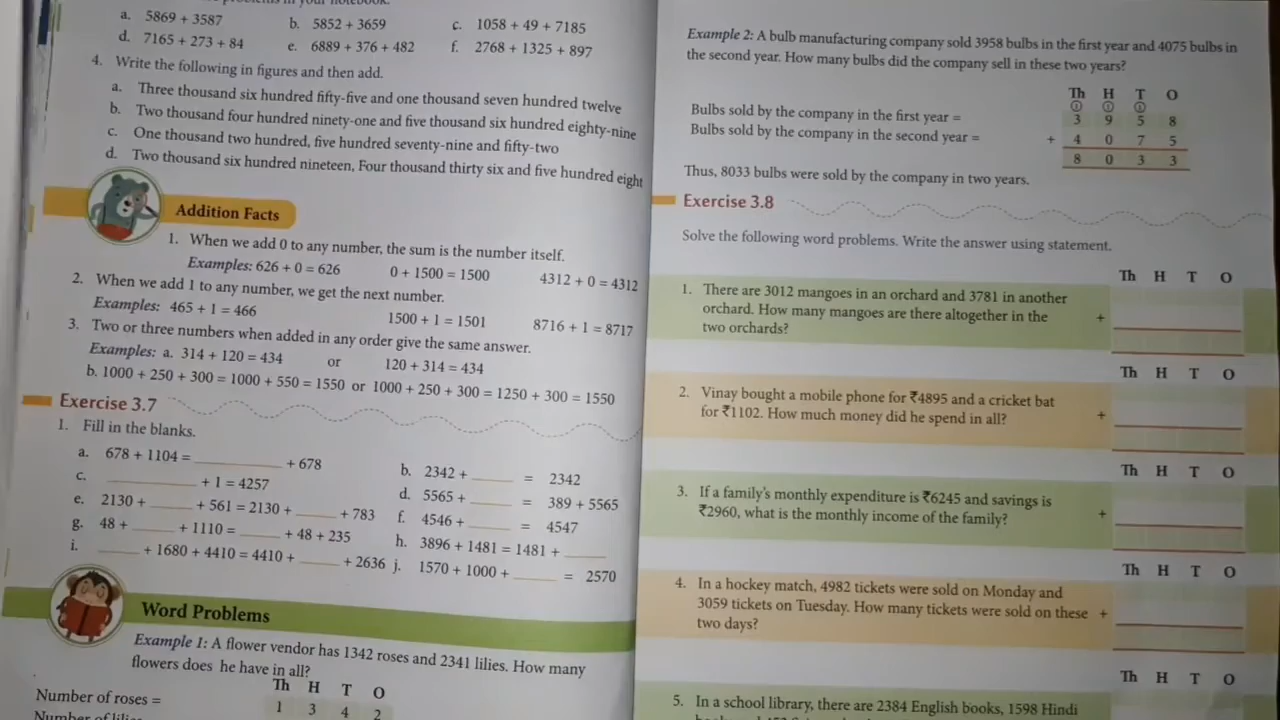 problems in your notebook.
a. 5869 + 3587 b. 5852 + 3659 c. 1058 + 49 + 7185
d. 7165 + 273 + 84 e. 6889 + 376 + 482 f. 2768 + 1325 + 897
4. Write the following in figures and then add.
a. Three thousand six hundred fifty-five and one thousand seven hundred twelve
b. Two thousand four hundred ninety-one and five thousand six hundred eighty-nine
c. One thousand two hundred, five hundred seventy-nine and fifty-two
d. Two thousand six hundred nineteen, Four thousand thirty six and five hundred eight
Addition Facts
1. When we add 0 to any number, the sum is the number itself.
Examples: 626 + 0 = 626 0 + 1500 = 1500 4312 + 0 = 4312
2. When we add 1 to any number, we get the next number.
Examples: 465 + 1 = 466 1500 + 1 = 1501 8716 + 1 = 8717
3. Two or three numbers when added in any order give the same answer.
Examples: a. 314 + 120 = 434 or 120 + 314 = 434
b. 1000 + 250 + 300 = 1000 + 550 = 1550 or 1000 + 250 + 300 = 1250 + 300 = 1550
Exercise 3.7
1. Fill in the blanks.
a. 678 + 1104 = ______ + 678 b. 2342 + ____ = 2342
c. ______ + 1 = 4257 d. 5565 + ____ = 389 + 5565
e. 2130 + ____ + 561 = 2130 + ____ + 783 f. 4546 + ____ = 4547
g. 48 + ____ + 1110 = ____ + 48 + 235 h. 3896 + 1481 = 1481 + ____
i. ____ + 1680 + 4410 = 4410 + ____ + 2636 j. 1570 + 1000 + ____ = 2570
Word Problems
Example 1: A flower vendor has 1342 roses and 2341 lilies. How many
flowers does he have in all?
Th H T O
Number of roses = 1 3 4 2
Number of lilies
Example 2: A bulb manufacturing company sold 3958 bulbs in the first year and 4075 bulbs in
the second year. How many bulbs did the company sell in these two years?
Th H T O
1 1 1
Bulbs sold by the company in the first year = 3 9 5 8
Bulbs sold by the company in the second year = + 4 0 7 5
8 0 3 3
Thus, 8033 bulbs were sold by the company in two years.
Exercise 3.8
Solve the following word problems. Write the answer using statement.
Th H T O
1. There are 3012 mangoes in an orchard and 3781 in another
orchard. How many mangoes are there altogether in the +
two orchards?
Th H T O
2. Vinay bought a mobile phone for ₹4895 and a cricket bat
for ₹1102. How much money did he spend in all? +
Th H T O
3. If a family's monthly expenditure is ₹6245 and savings is
₹2960, what is the monthly income of the family? +
Th H T O
4. In a hockey match, 4982 tickets were sold on Monday and
3059 tickets on Tuesday. How many tickets were sold on these +
two days?
Th H T O
5. In a school library, there are 2384 English books, 1598 Hindi